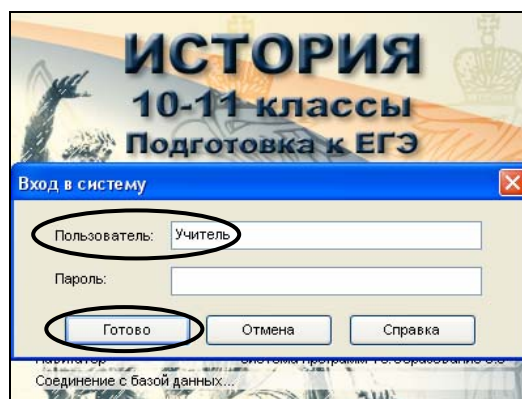 ИСТОРИЯ
10-11 классы
Подготовка к ЕГЭ
Вход в систему
Пользователь: Учитель
Пароль:
Готово Отмена Справка
Соединение с базой данных...